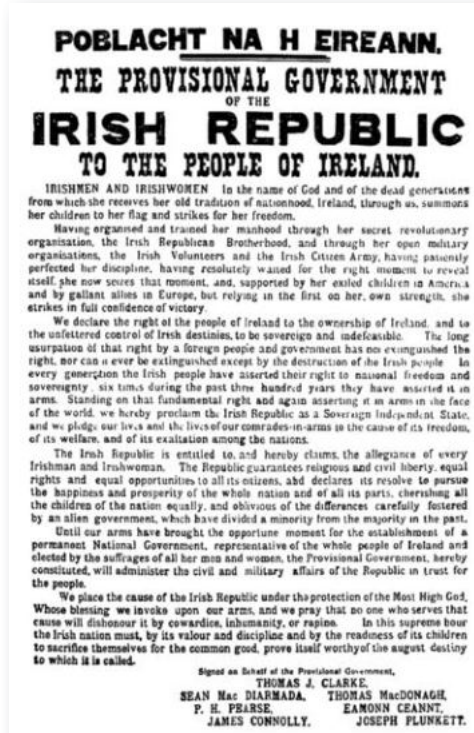 POBLACHT NA H EIREANN.
THE PROVISIONAL GOVERNMENT
OF THE
IRISH REPUBLIC
TO THE PEOPLE OF IRELAND.
IRISHMEN AND IRISHWOMEN In the name of God and of the dead generations
from which she receives her old tradition of nationhood, Ireland, through us, summons
her children to her flag and strikes for her freedom.
Having organised and trained her manhood through her secret revolutionary
organisation, the Irish Republican Brotherhood, and through her open military
organisations, the Irish Volunteers and the Irish Citizen Army, having patiently
perfected her discipline, having resolutely waited for the right moment to reveal
itself, she now seizes that moment, and, supported by her exiled children in America
and by gallant allies in Europe, but relying in the first on her own strength, she
strikes in full confidence of victory.
We declare the right of the people of Ireland to the ownership of Ireland, and to
the unfettered control of Irish destinies, to be sovereign and indefeasible. The long
usurpation of that right by a foreign people and government has not extinguished the
right, nor can it ever be extinguished except by the destruction of the Irish people In
every generation the Irish people have asserted their right to national freedom and
sovereignty, six times during the past three hundred years they have asserted it in
arms. Standing on that fundamental right and again asserting it in arms in the face
of the world, we hereby proclaim the Irish Republic as a Sovereign Independent State,
and we pledge our lives and the lives of our comrades-in-arms to the cause of its freedom,
of its welfare, and of its exaltation among the nations.
The Irish Republic is entitled to, and hereby claims, the allegiance of every
Irishman and Irishwoman. The Republic guarantees religious and civil liberty, equal
rights and equal opportunities to all its citizens, and declares its resolve to pursue
the happiness and prosperity of the whole nation and of all its parts, cherishing all
the children of the nation equally, and oblivious of the differences carefully fostered
by an alien government, which have divided a minority from the majority in the past.
Until our arms have brought the opportune moment for the establishment of a
permanent National Government, representative of the whole people of Ireland and
elected by the suffrages of all her men and women, the Provisional Government, hereby
constituted, will administer the civil and military affairs of the Republic in trust for
the people.
We place the cause of the Irish Republic under the protection of the Most High God,
Whose blessing we invoke upon our arms, and we pray that no one who serves that
cause will dishonour it by cowardice, inhumanity, or rapine. In this supreme hour
the Irish nation must, by its valour and discipline and by the readiness of its children
to sacrifice themselves for the common good, prove itself worthy of the august destiny
to which it is called.
Signed on Behalf of the Provisional Government,
THOMAS J. CLARKE,
SEAN Mac DIARMADA, THOMAS MacDONAGH,
P. H. PEARSE, EAMONN CEANNT,
JAMES CONNOLLY, JOSEPH PLUNKETT.